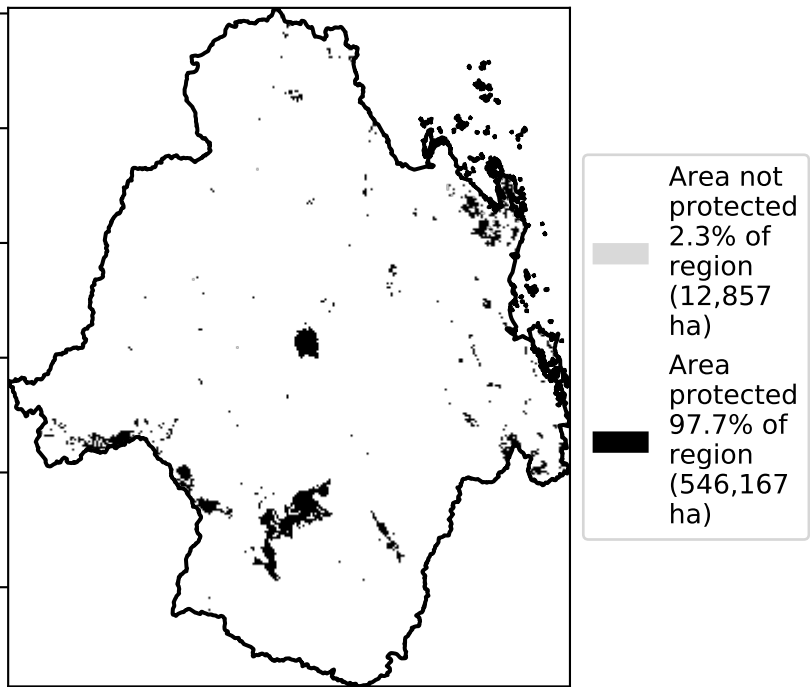 Area not
protected
2.3% of
region
(12,857
ha)
Area
protected
97.7% of
region
(546,167
ha)